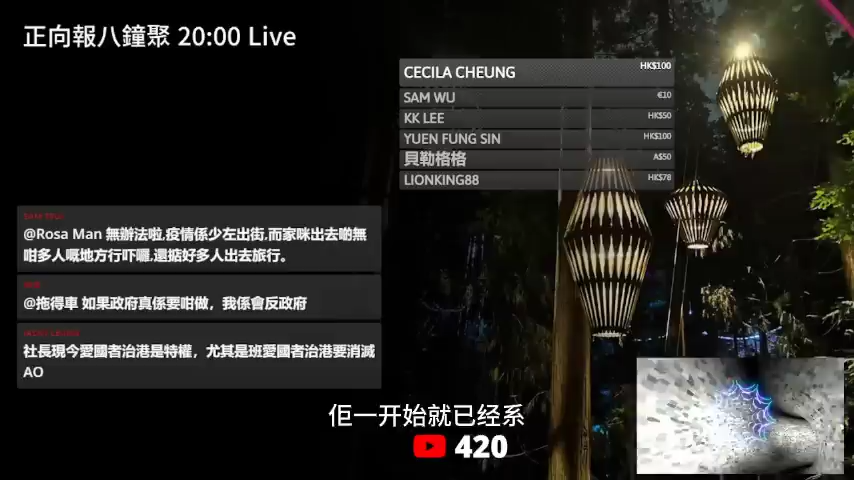 正向報八鐘聚 20:00 Live
CECILA CHEUNG HK$100
SAM WU €10
KK LEE HK$50
YUEN FUNG SIN HK$100
貝勒格格 A$50
LIONKING88 HK$78
@Rosa Man 無辦法啦,疫情係少左出街,而家咪出去啲無
咁多人嘅地方行吓囉,還掂好多人出去旅行。
@拖得車 如果政府真係要咁做，我係會反政府
社長現今愛國者治港是特權，尤其是班愛國者治港要消滅
AO
佢一开始就已经系
420